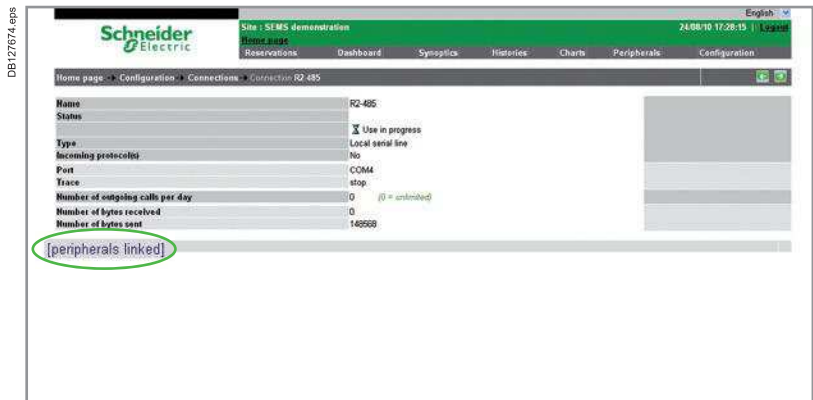 DB127674.eps
English
Schneider Electric
Site : SEMS demonstration
24/08/10 17:28:15 | Logout
Home page
Reservations Dashboard Synoptics Histories Charts Peripherals Configuration
Home page Configuration Connections Connection R2-485
Name R2-485
Status
Use in progress
Type Local serial line
Incoming protocol(s) No
Port COM4
Trace stop
Number of outgoing calls per day 0 (0 = unlimited)
Number of bytes received 0
Number of bytes sent 148568
[peripherals linked]